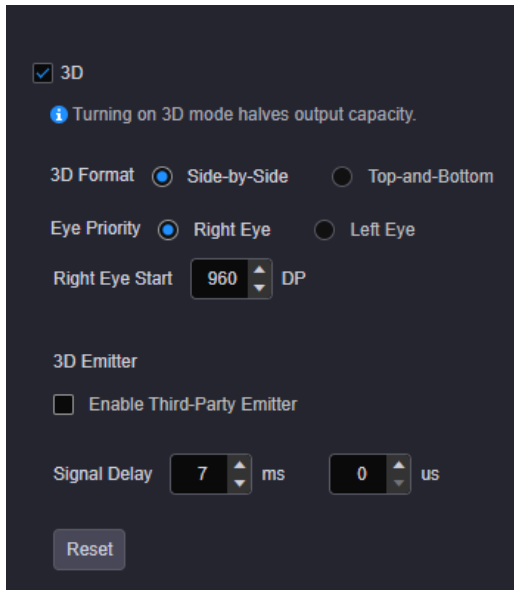 3D
Turning on 3D mode halves output capacity.
3D Format Side-by-Side Top-and-Bottom
Eye Priority Right Eye Left Eye
Right Eye Start 960 DP
3D Emitter
Enable Third-Party Emitter
Signal Delay 7 ms 0 us
Reset